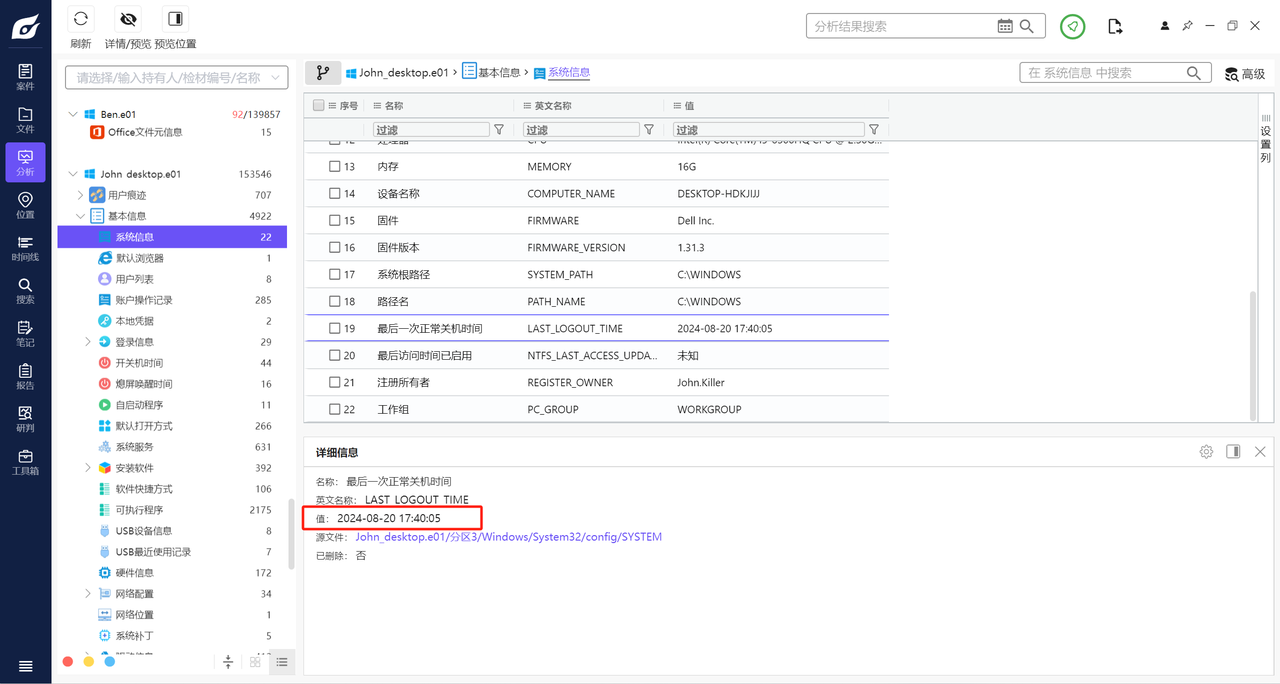 刷新
详情/预览
预览位置
分析结果搜索
案件
文件
分析
位置
时间线
搜索
笔记
报告
研判
工具箱
请选择/输入持有人/检材编号/名称
Ben.e01 92/139857
Office文件元信息 15
John_desktop.e01 153546
用户痕迹 707
基本信息 4922
系统信息 22
默认浏览器 1
用户列表 8
账户操作记录 285
本地凭据 2
登录信息 29
开关机时间 44
熄屏唤醒时间 16
自启动程序 11
默认打开方式 266
系统服务 631
安装软件 392
软件快捷方式 106
可执行程序 2175
USB设备信息 8
USB最近使用记录 7
硬件信息 172
网络配置 34
网络位置 1
系统补丁 5
John_desktop.e01 › 基本信息 › 系统信息
在 系统信息 中搜索
高级
序号 名称 英文名称 值
过滤 过滤 过滤
设置列
12 处理器 CPU
13 内存 MEMORY 16G
14 设备名称 COMPUTER_NAME DESKTOP-HDKJIJJ
15 固件 FIRMWARE Dell Inc.
16 固件版本 FIRMWARE_VERSION 1.31.3
17 系统根路径 SYSTEM_PATH C:\WINDOWS
18 路径名 PATH_NAME C:\WINDOWS
19 最后一次正常关机时间 LAST_LOGOUT_TIME 2024-08-20 17:40:05
20 最后访问时间已启用 NTFS_LAST_ACCESS_UPDA... 未知
21 注册所有者 REGISTER_OWNER John.Killer
22 工作组 PC_GROUP WORKGROUP
详细信息
名称: 最后一次正常关机时间
英文名称: LAST_LOGOUT_TIME
值: 2024-08-20 17:40:05
源文件: John_desktop.e01/分区3/Windows/System32/config/SYSTEM
已删除: 否